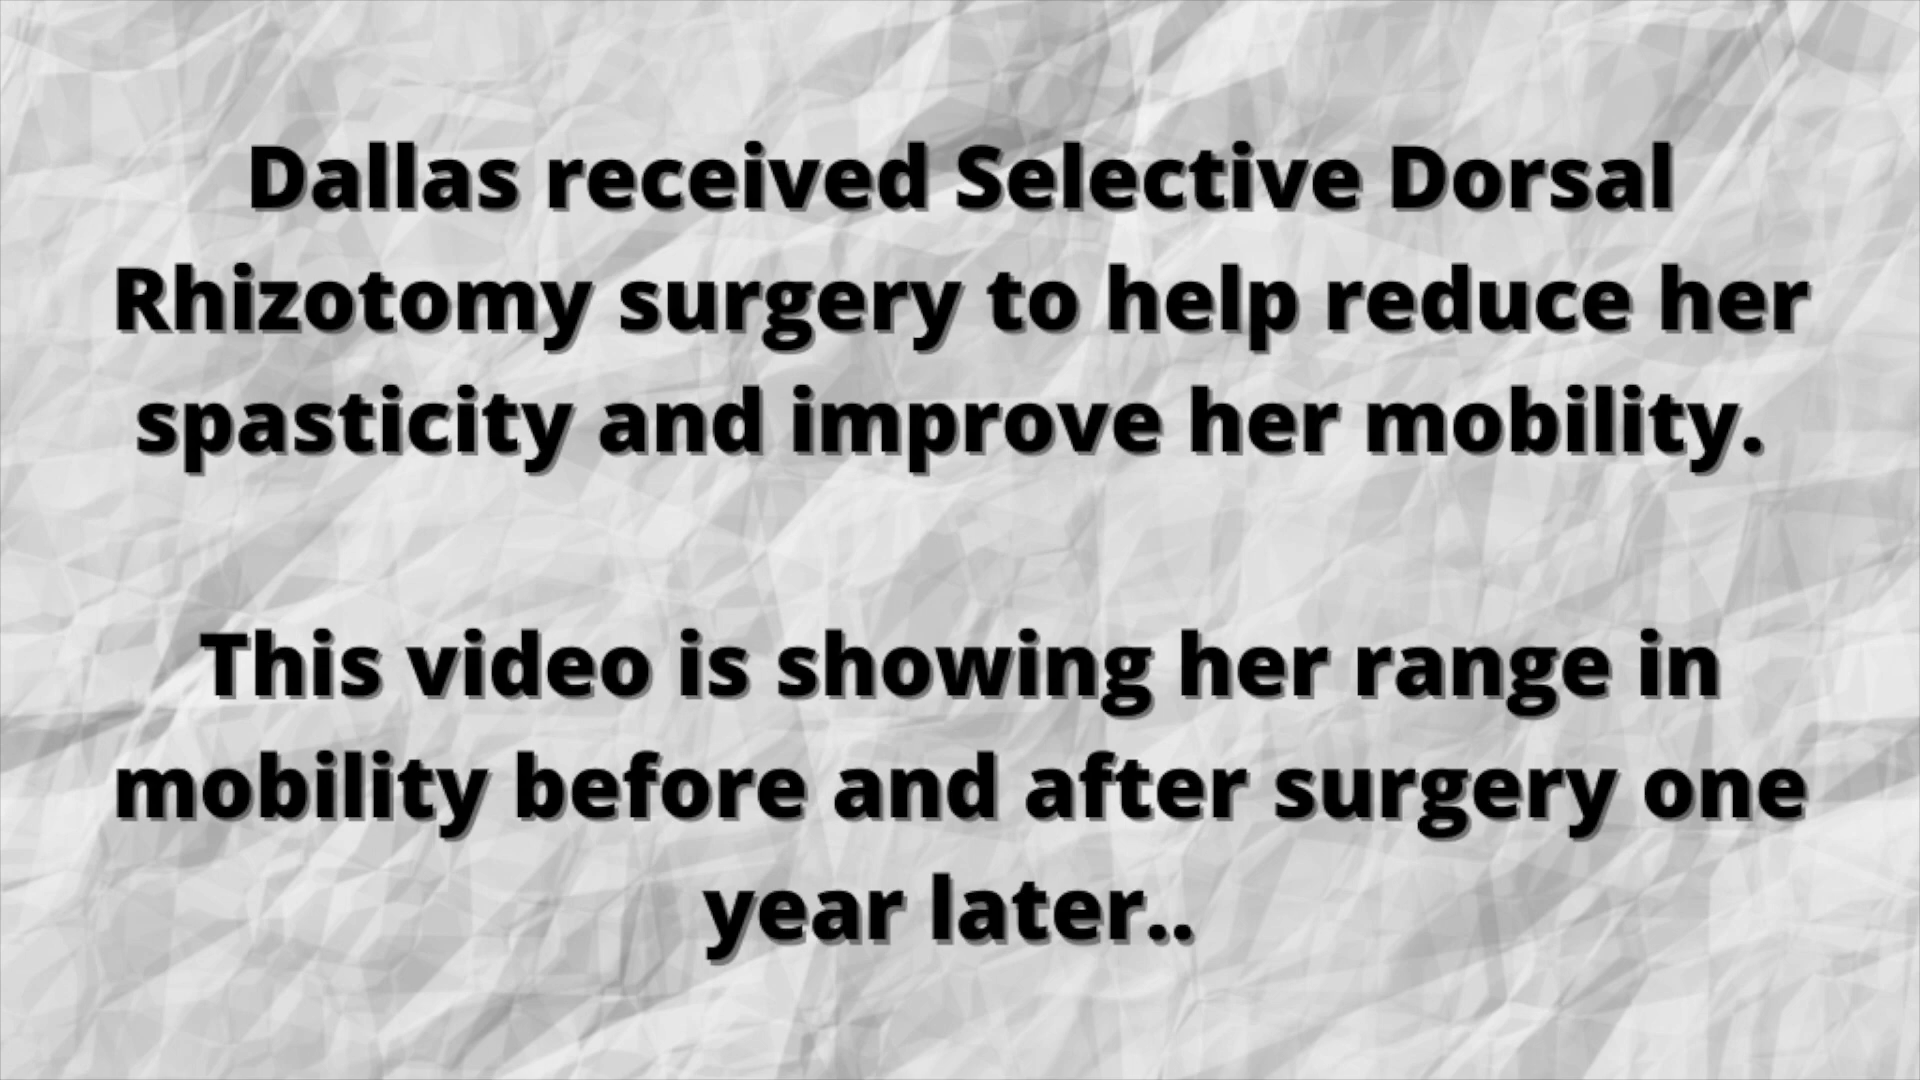 Dallas received Selective Dorsal
Rhizotomy surgery to help reduce her
spasticity and improve her mobility.
This video is showing her range in
mobility before and after surgery one
year later..